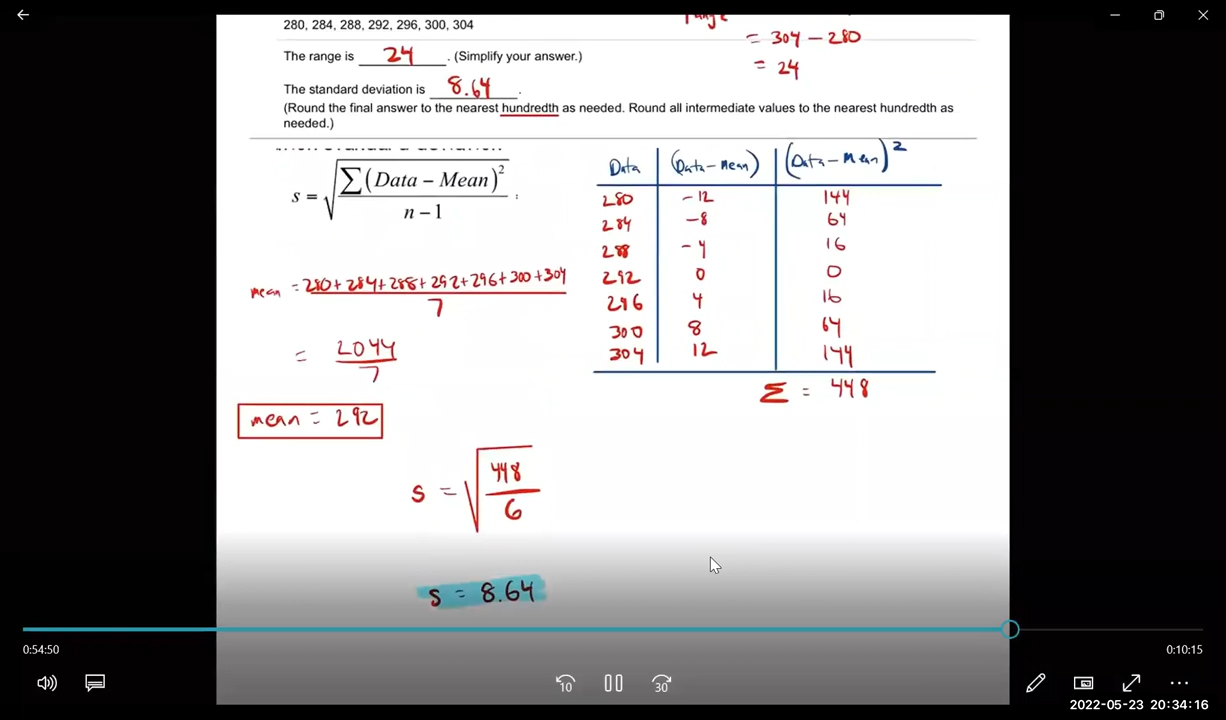 280, 284, 288, 292, 296, 300, 304
range
= 304 - 280
= 24
The range is 24. (Simplify your answer.)
The standard deviation is 8.64.
(Round the final answer to the nearest hundredth as needed. Round all intermediate values to the nearest hundredth as
needed.)
s = √(∑(Data – Mean)² / n – 1)
mean = 280+284+288+292+296+300+304
7
= 2044
7
mean = 292
s = √(448 / 6)
s = 8.64
Data (Data-Mean) (Data-Mean)²
280 -12 144
284 -8 64
288 -4 16
292 0 0
296 4 16
300 8 64
304 12 144
Σ = 448
0:54:50 0:10:15
10 30
2022-05-23 20:34:16